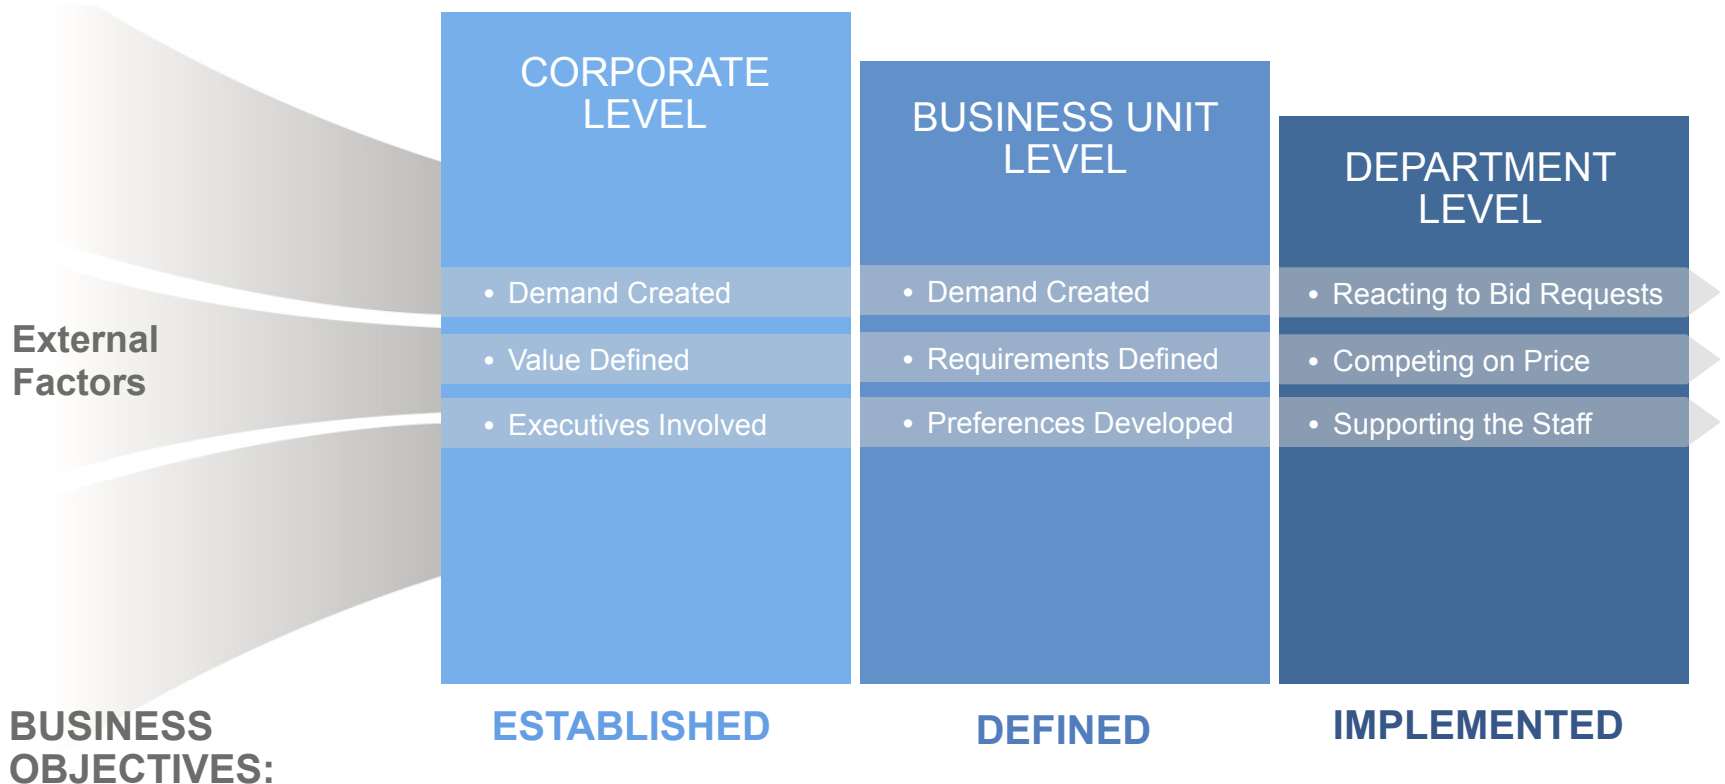 External
Factors
CORPORATE
LEVEL
• Demand Created
• Value Defined
• Executives Involved
BUSINESS UNIT
LEVEL
• Demand Created
• Requirements Defined
• Preferences Developed
DEPARTMENT
LEVEL
• Reacting to Bid Requests
• Competing on Price
• Supporting the Staff
BUSINESS
OBJECTIVES:
ESTABLISHED
DEFINED
IMPLEMENTED